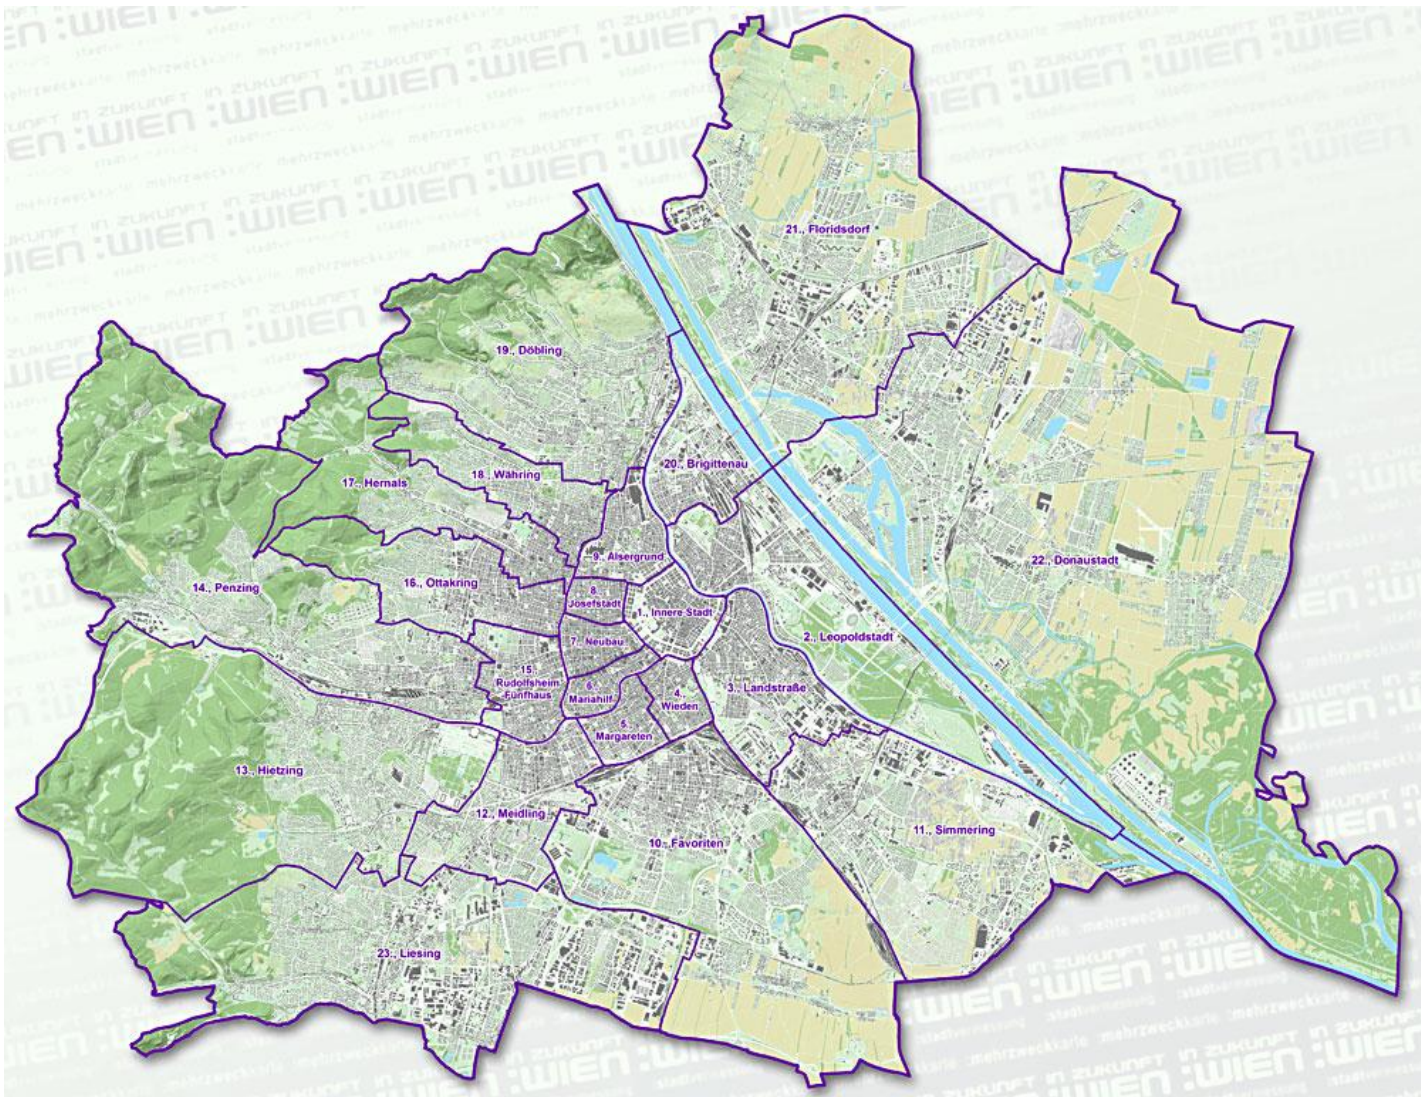 21., Floridsdorf
19., Döbling
20., Brigittenau
18., Währing
17., Hernals
9., Alsergrund
22., Donaustadt
16., Ottakring
14., Penzing
8.
Josefstadt
1., Innere Stadt
7., Neubau
2., Leopoldstadt
15.
Rudolfsheim
-Fünfhaus
6.,
Mariahilf
4.,
Wieden
3., Landstraße
5.,
Margareten
13., Hietzing
12., Meidling
11., Simmering
10., Favoriten
23., Liesing
IN ZUKUNFT
:WIEN
stadtvermessung
mehrzweckkarte